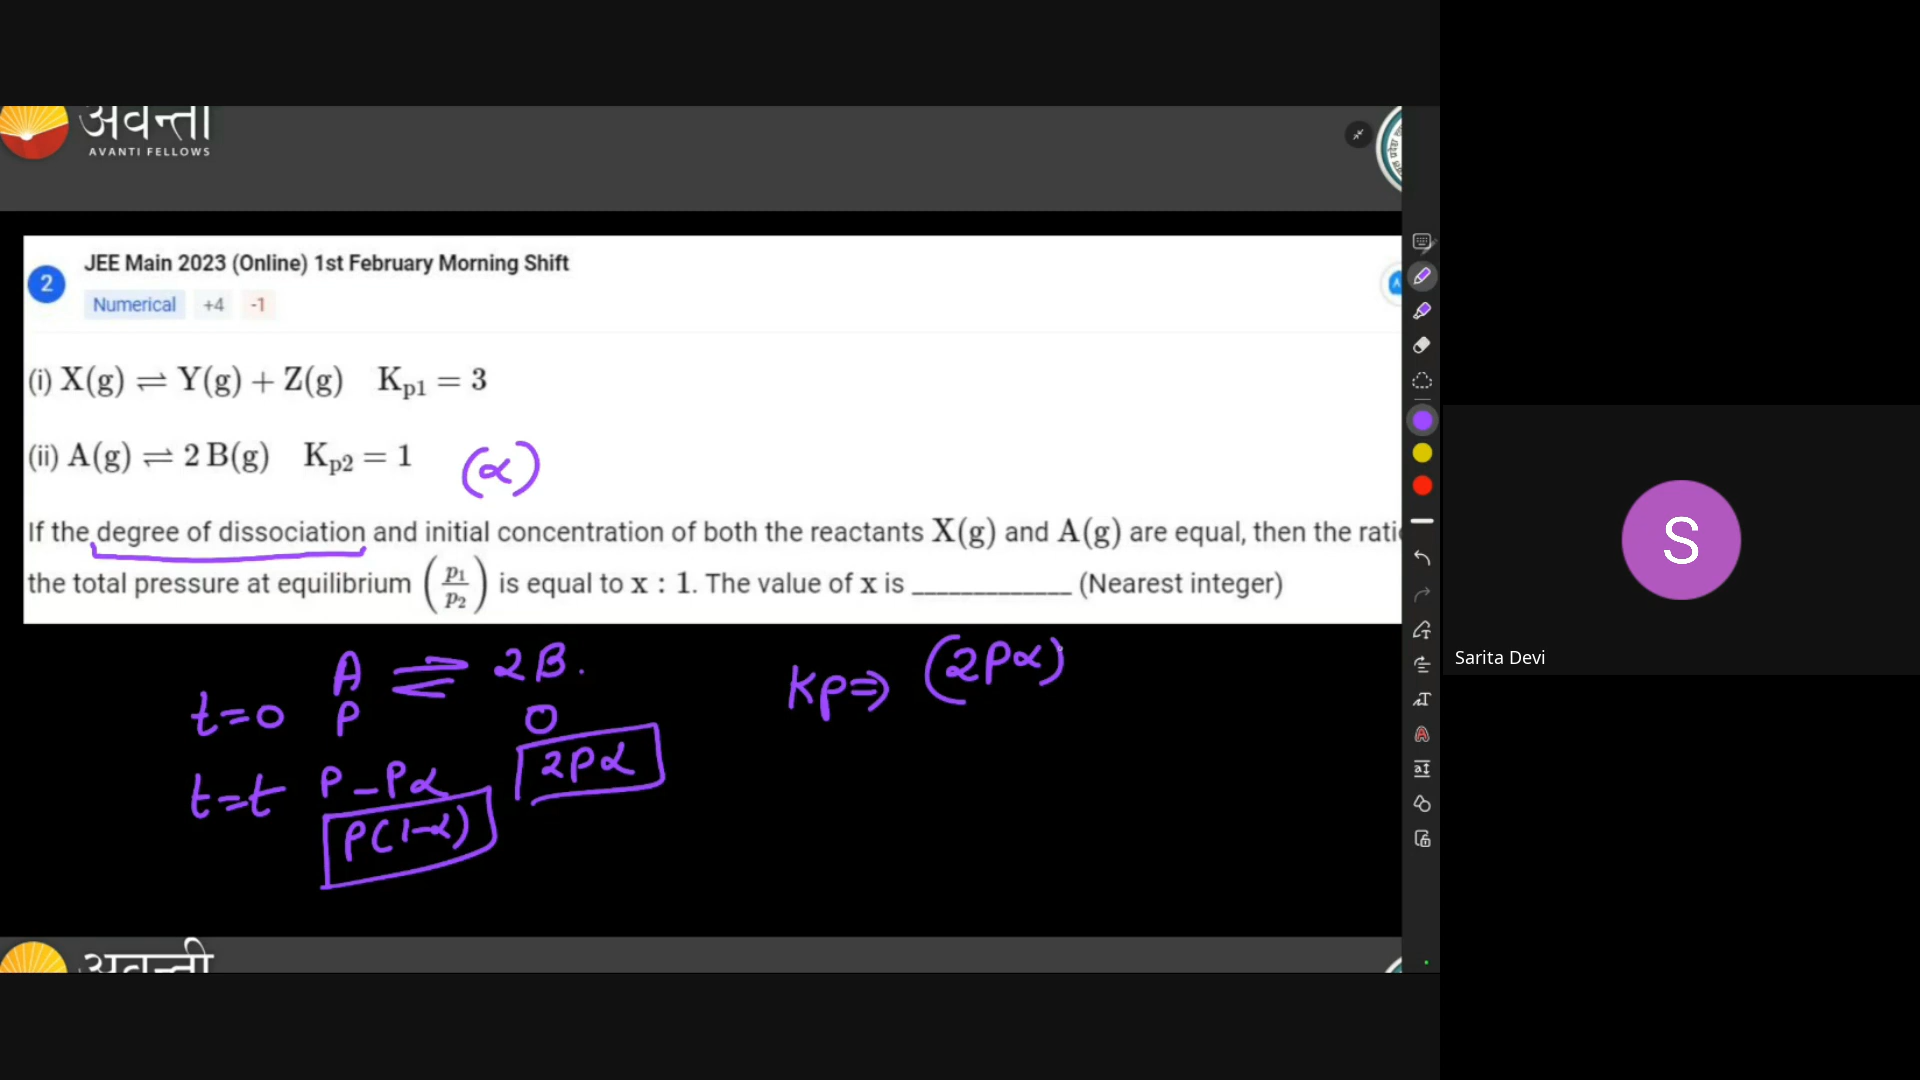 अवन्ती
AVANTI FELLOWS
2
JEE Main 2023 (Online) 1st February Morning Shift
Numerical +4 -1
(i) X(g) ⇌ Y(g) + Z(g) Kp1 = 3
(ii) A(g) ⇌ 2 B(g) Kp2 = 1 (α)
If the degree of dissociation and initial concentration of both the reactants X(g) and A(g) are equal, then the
the total pressure at equilibrium (p1/p2) is equal to x : 1. The value of x is ____________ (Nearest integer)
A ⇌ 2B.
t=0 P 0
t=t P-Pα 2Pα
P(1-α)
Kp⇒ (2Pα)
अवन्ती
S
Sarita Devi